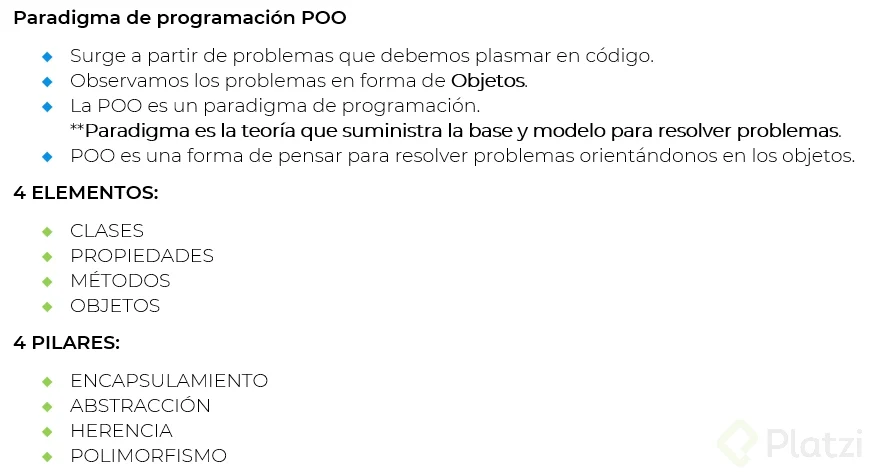 Paradigma de programación POO
Surge a partir de problemas que debemos plasmar en código.
Observamos los problemas en forma de Objetos.
La POO es un paradigma de programación.
**Paradigma es la teoría que suministra la base y modelo para resolver problemas.
POO es una forma de pensar para resolver problemas orientándonos en los objetos.
4 ELEMENTOS:
CLASES
PROPIEDADES
MÉTODOS
OBJETOS
4 PILARES:
ENCAPSULAMIENTO
ABSTRACCIÓN
HERENCIA
POLIMORFISMO
Platzi